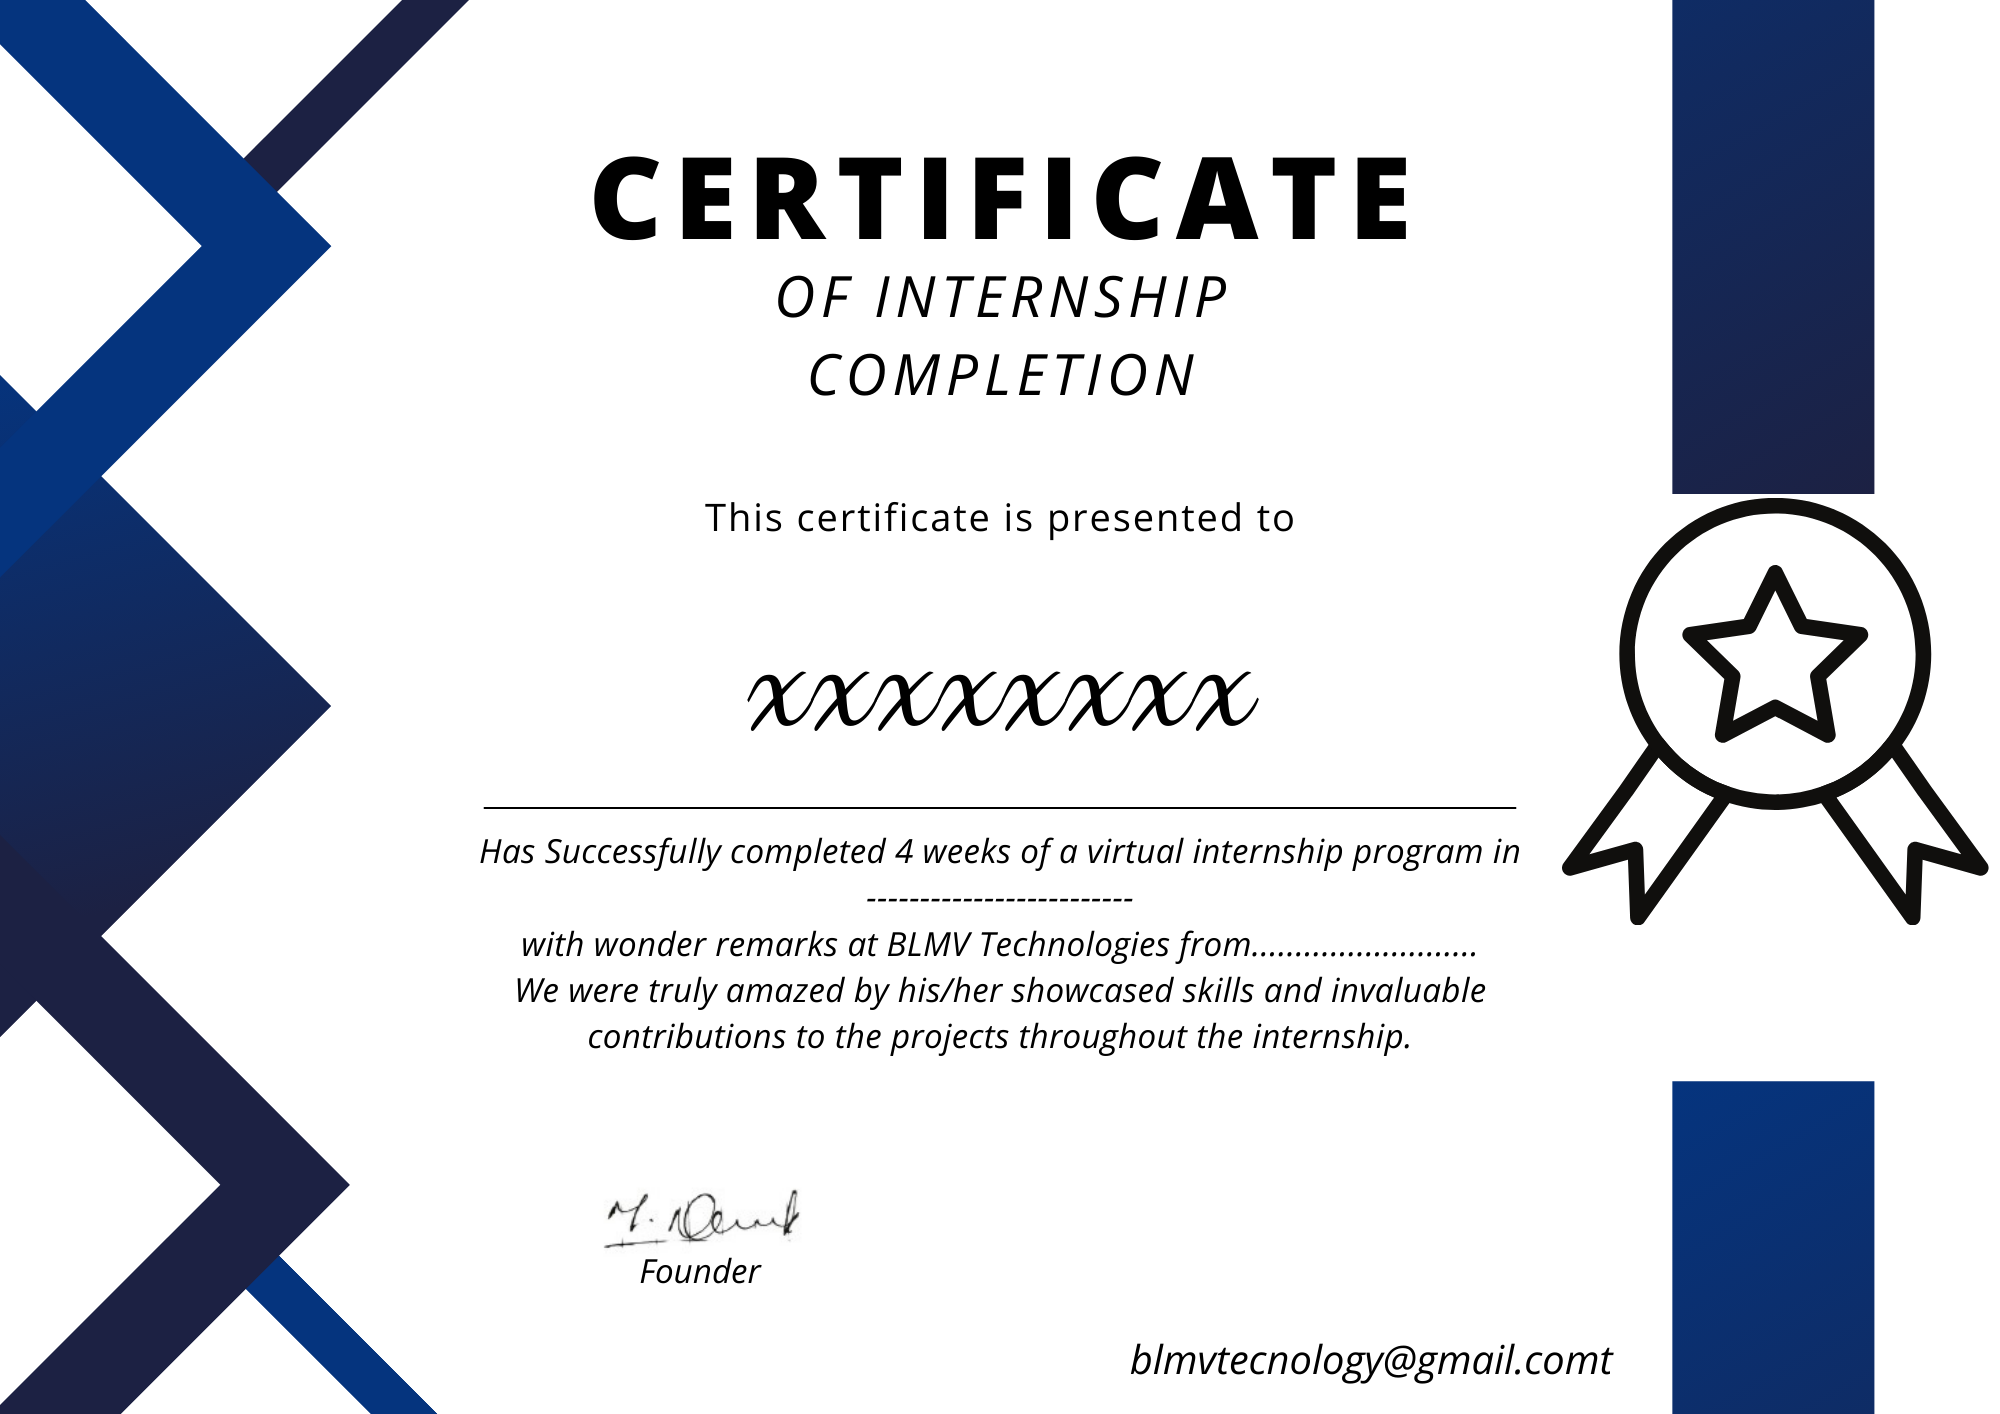 CERTIFICATE
OF INTERNSHIP
COMPLETION
This certificate is presented to
xxxxxxxx
Has Successfully completed 4 weeks of a virtual internship program in
-------------------------
with wonder remarks at BLMV Technologies from..........................
We were truly amazed by his/her showcased skills and invaluable
contributions to the projects throughout the internship.
Founder
blmvtecnology@gmail.comt